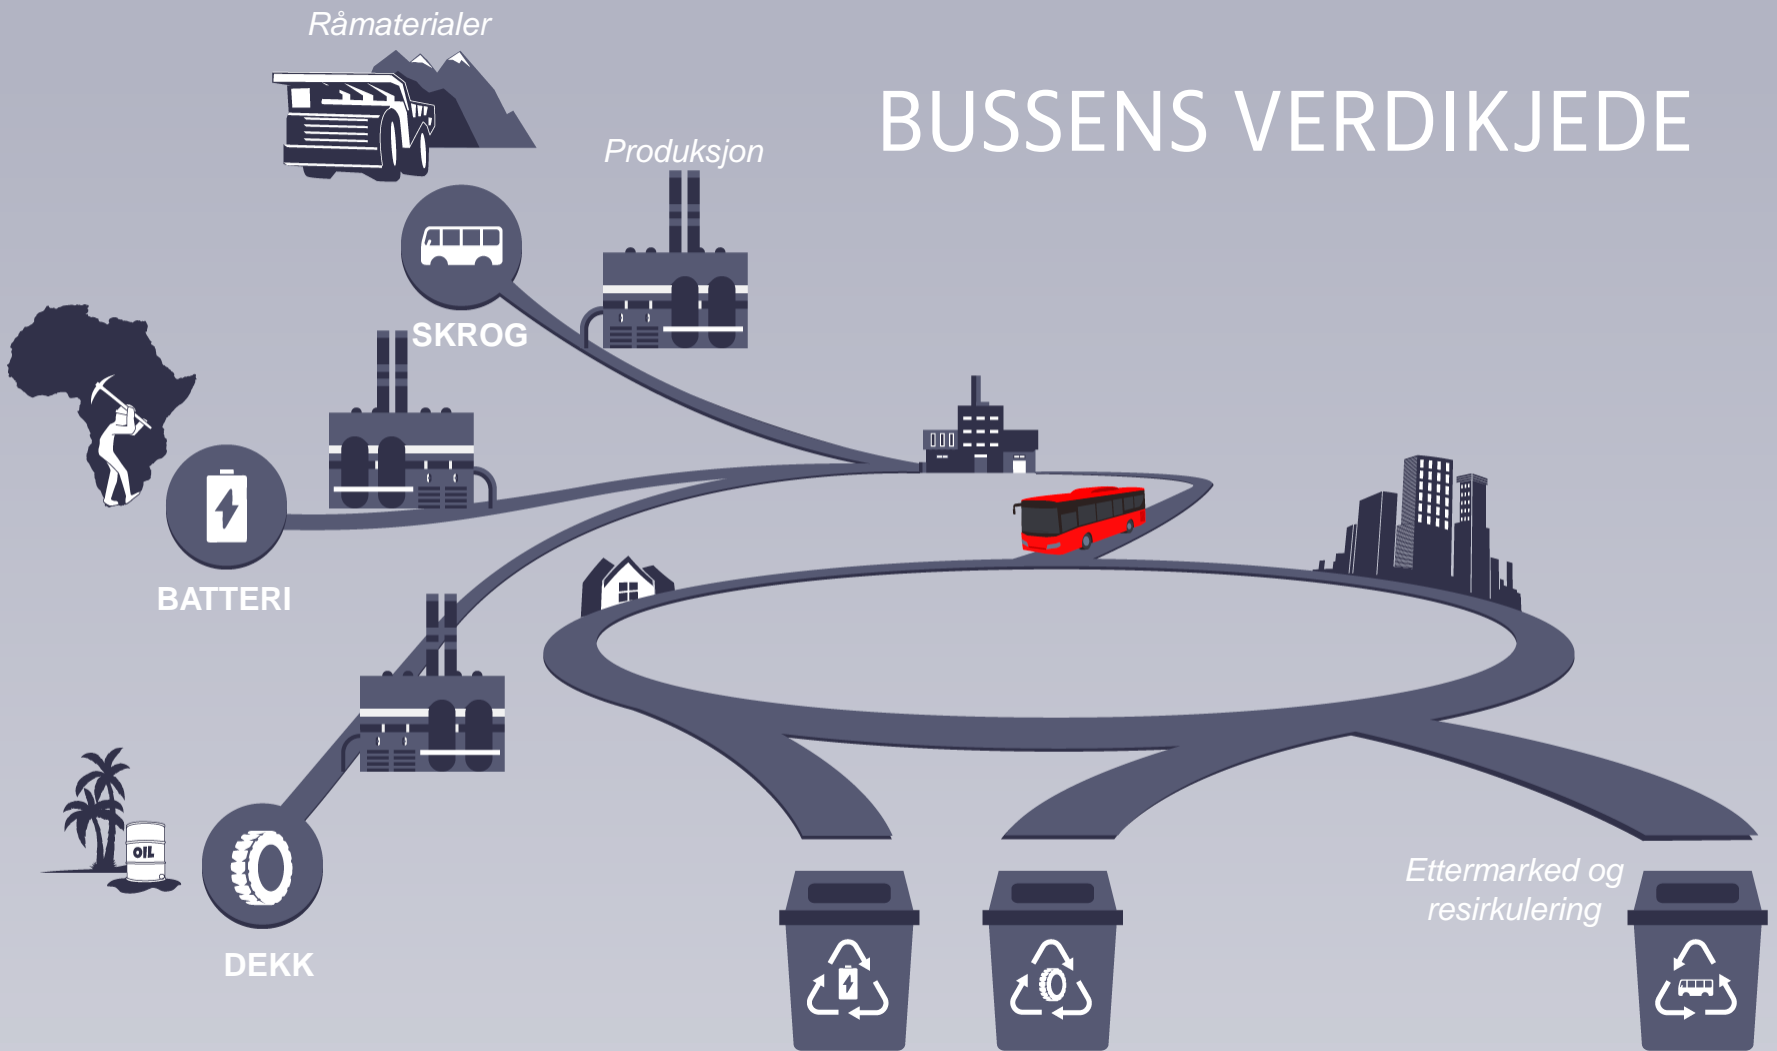 Råmaterialer
BUSSENS VERDIKJEDE
Produksjon
SKROG
BATTERI
OIL
DEKK
Ettermarked og
resirkulering